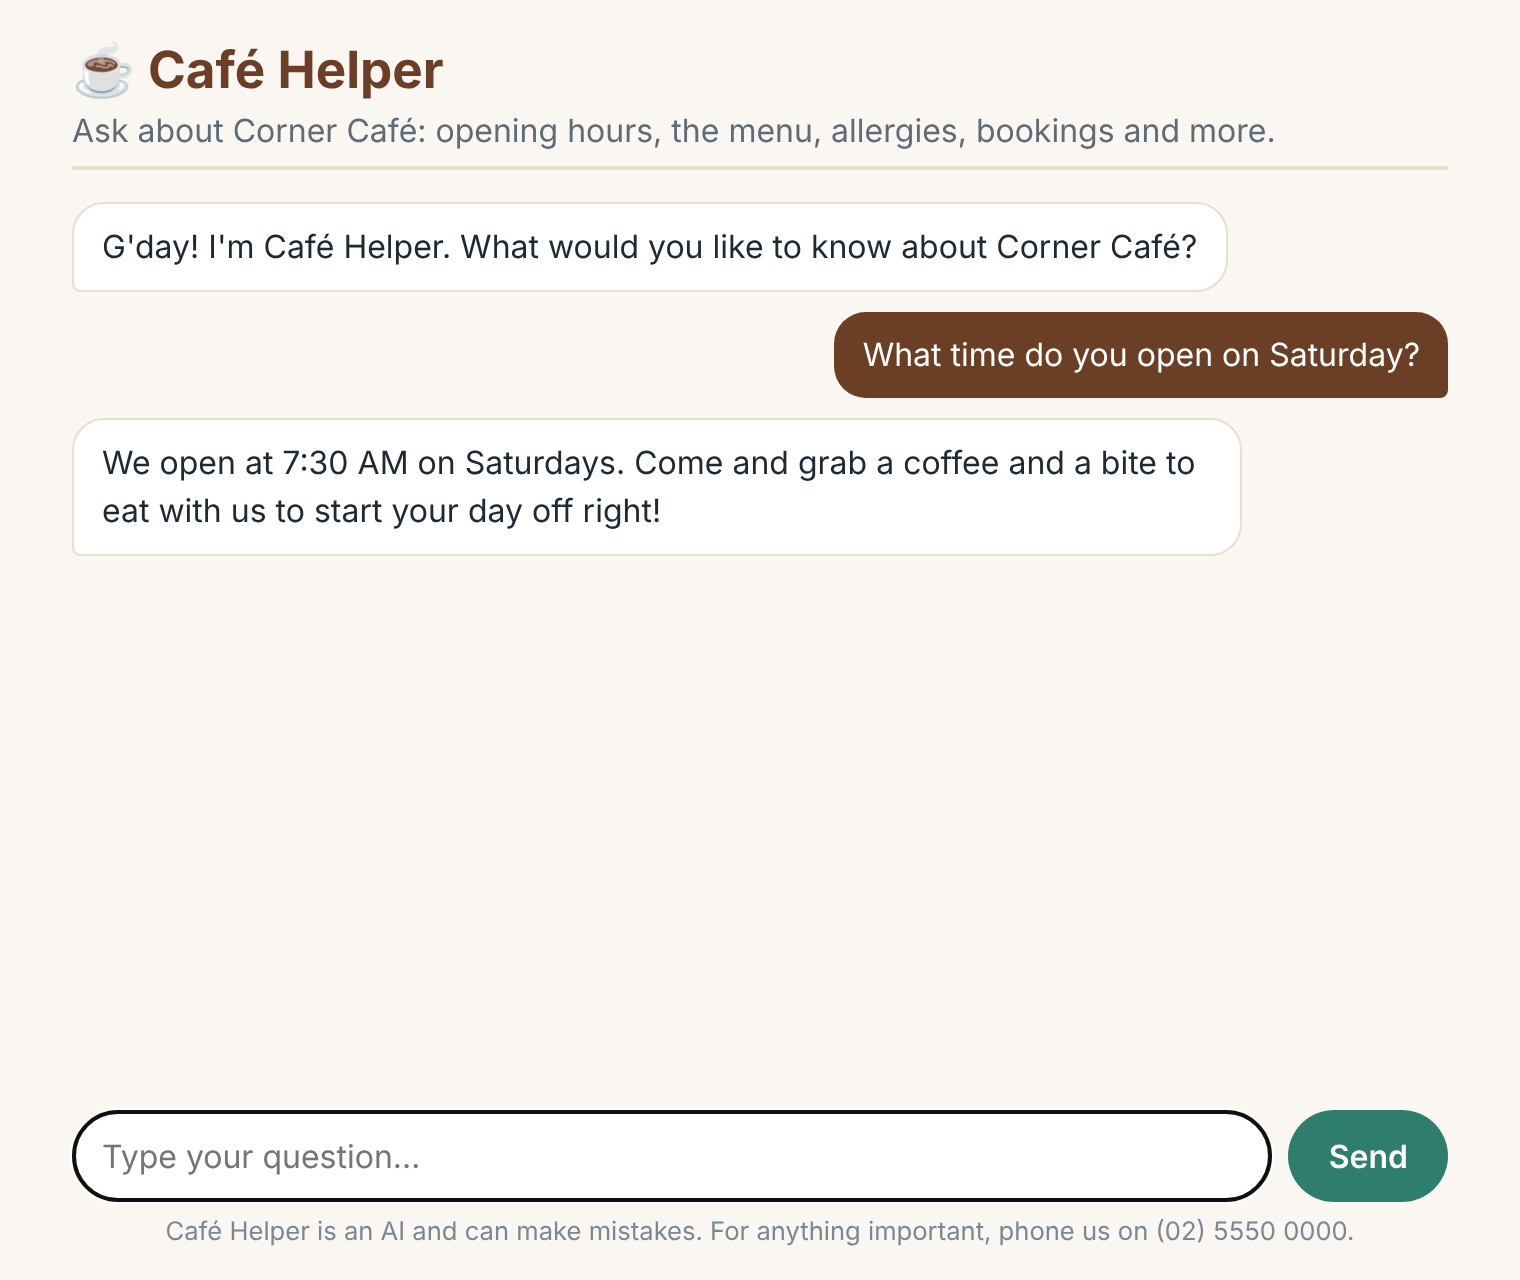 Café Helper
Ask about Corner Café: opening hours, the menu, allergies, bookings and more.
G'day! I'm Café Helper. What would you like to know about Corner Café?
What time do you open on Saturday?
We open at 7:30 AM on Saturdays. Come and grab a coffee and a bite to
eat with us to start your day off right!
Type your question...
Send
Café Helper is an AI and can make mistakes. For anything important, phone us on (02) 5550 0000.